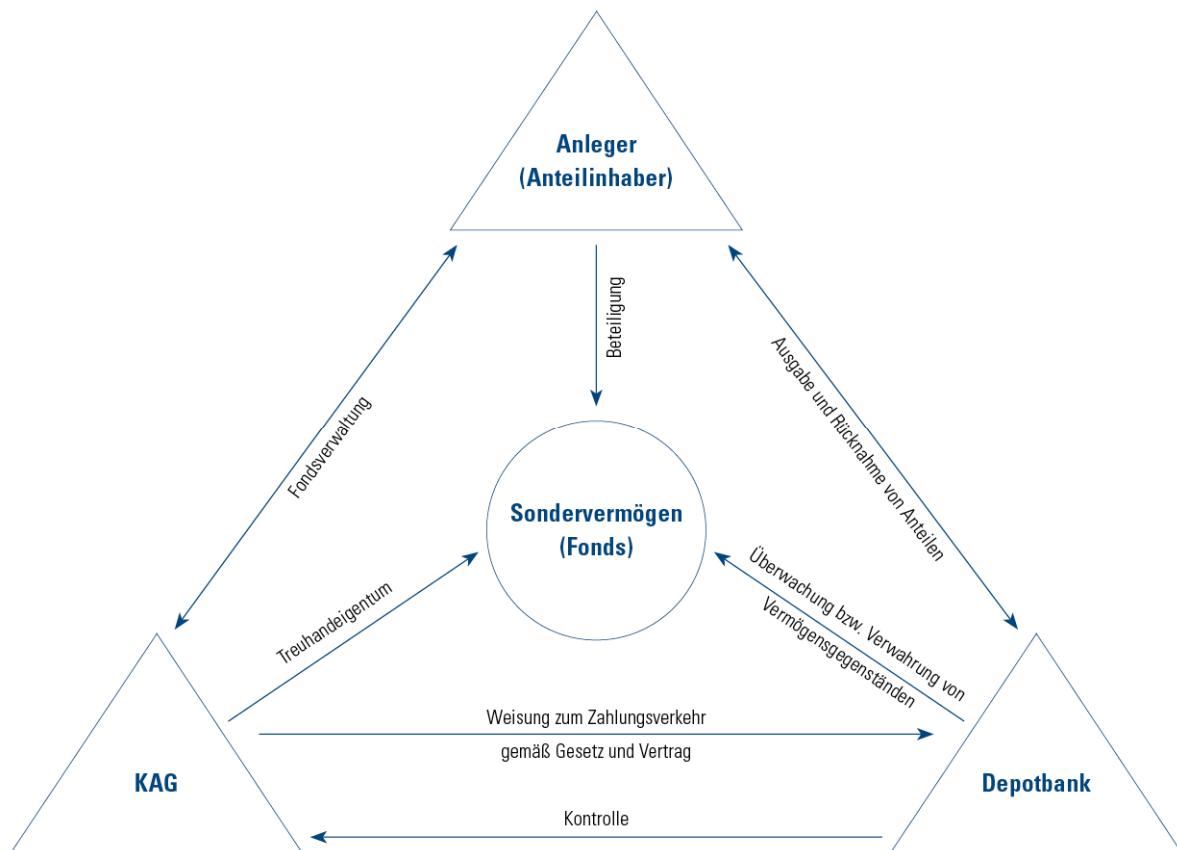 Anleger
(Anteilinhaber)
Beteiligung
Fondsverwaltung
Ausgabe und Rücknahme von Anteilen
Sondervermögen
(Fonds)
Treuhandeigentum
Überwachung bzw. Verwahrung von
Vermögensgegenständen
Weisung zum Zahlungsverkehr
gemäß Gesetz und Vertrag
KAG
Depotbank
Kontrolle